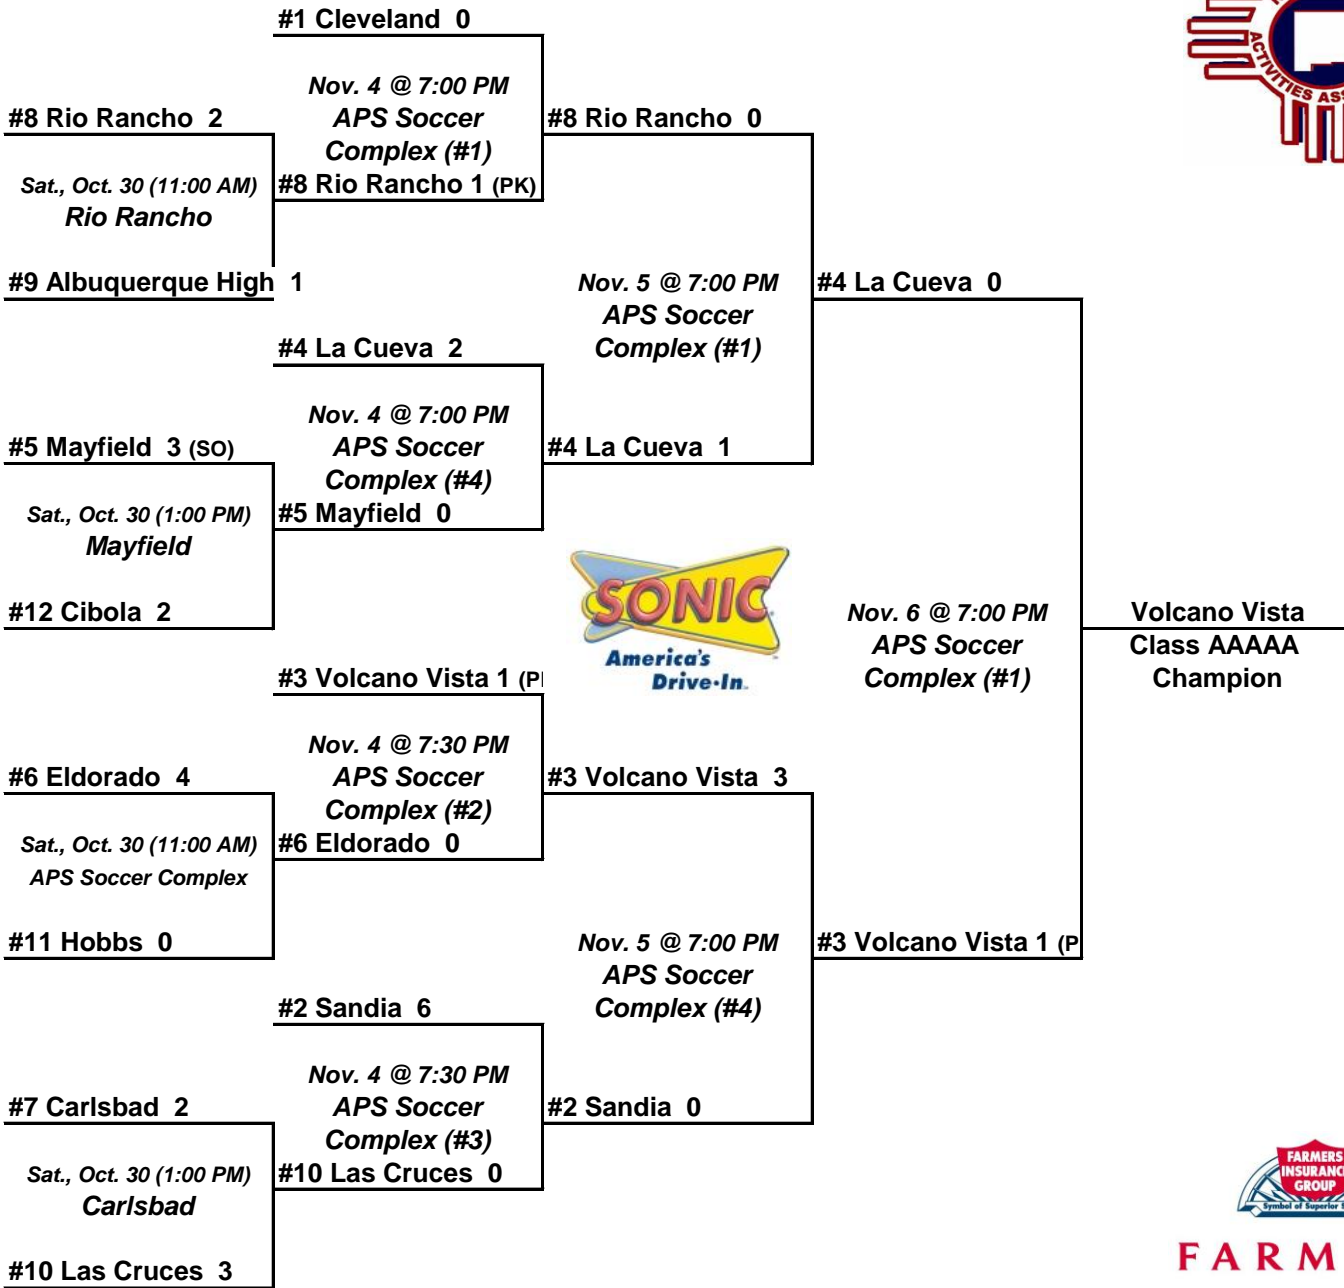 #1 Cleveland 0
Nov. 4 @ 7:00 PM
APS Soccer
Complex (#1)
#8 Rio Rancho 1 (PK)
#8 Rio Rancho 2
Sat., Oct. 30 (11:00 AM)
Rio Rancho
#9 Albuquerque High 1
#8 Rio Rancho 0
Nov. 5 @ 7:00 PM
APS Soccer
Complex (#1)
#4 La Cueva 1
#4 La Cueva 2
Nov. 4 @ 7:00 PM
APS Soccer
Complex (#4)
#5 Mayfield 0
#5 Mayfield 3 (SO)
Sat., Oct. 30 (1:00 PM)
Mayfield
#12 Cibola 2
#4 La Cueva 0
Nov. 6 @ 7:00 PM
APS Soccer
Complex (#1)
#3 Volcano Vista 1 (P
Volcano Vista
Class AAAAA
Champion
SONIC
America's
Drive-In
#3 Volcano Vista 1 (P
Nov. 4 @ 7:30 PM
APS Soccer
Complex (#2)
#6 Eldorado 0
#6 Eldorado 4
Sat., Oct. 30 (11:00 AM)
APS Soccer Complex
#11 Hobbs 0
#3 Volcano Vista 3
Nov. 5 @ 7:00 PM
APS Soccer
Complex (#4)
#2 Sandia 0
#2 Sandia 6
Nov. 4 @ 7:30 PM
APS Soccer
Complex (#3)
#10 Las Cruces 0
#7 Carlsbad 2
Sat., Oct. 30 (1:00 PM)
Carlsbad
#10 Las Cruces 3
ACTIVITIES ASS
FARMERS
INSURANC
GROUP
Symbol of Superior S
FARM